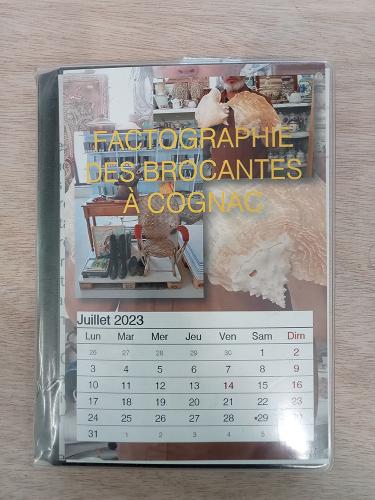 FACTOGRAPHIE
DES BROCANTES
À COGNAC
Juillet 2023
Lun Mar Mer Jeu Ven Sam Dim
26 27 28 29 30 1 2
3 4 5 6 7 8 9
10 11 12 13 14 15 16
17 18 19 20 21 22 23
24 25 26 27 28 •29 30
31 1 2 3 4 5